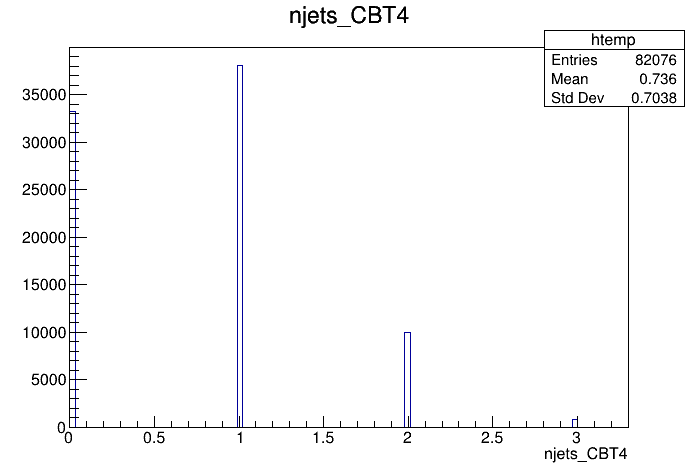 njets_CBT4
htemp
Entries 82076
Mean 0.736
Std Dev 0.7038
35000
30000
25000
20000
15000
10000
5000
0
0 0.5 1 1.5 2 2.5 3
njets_CBT4